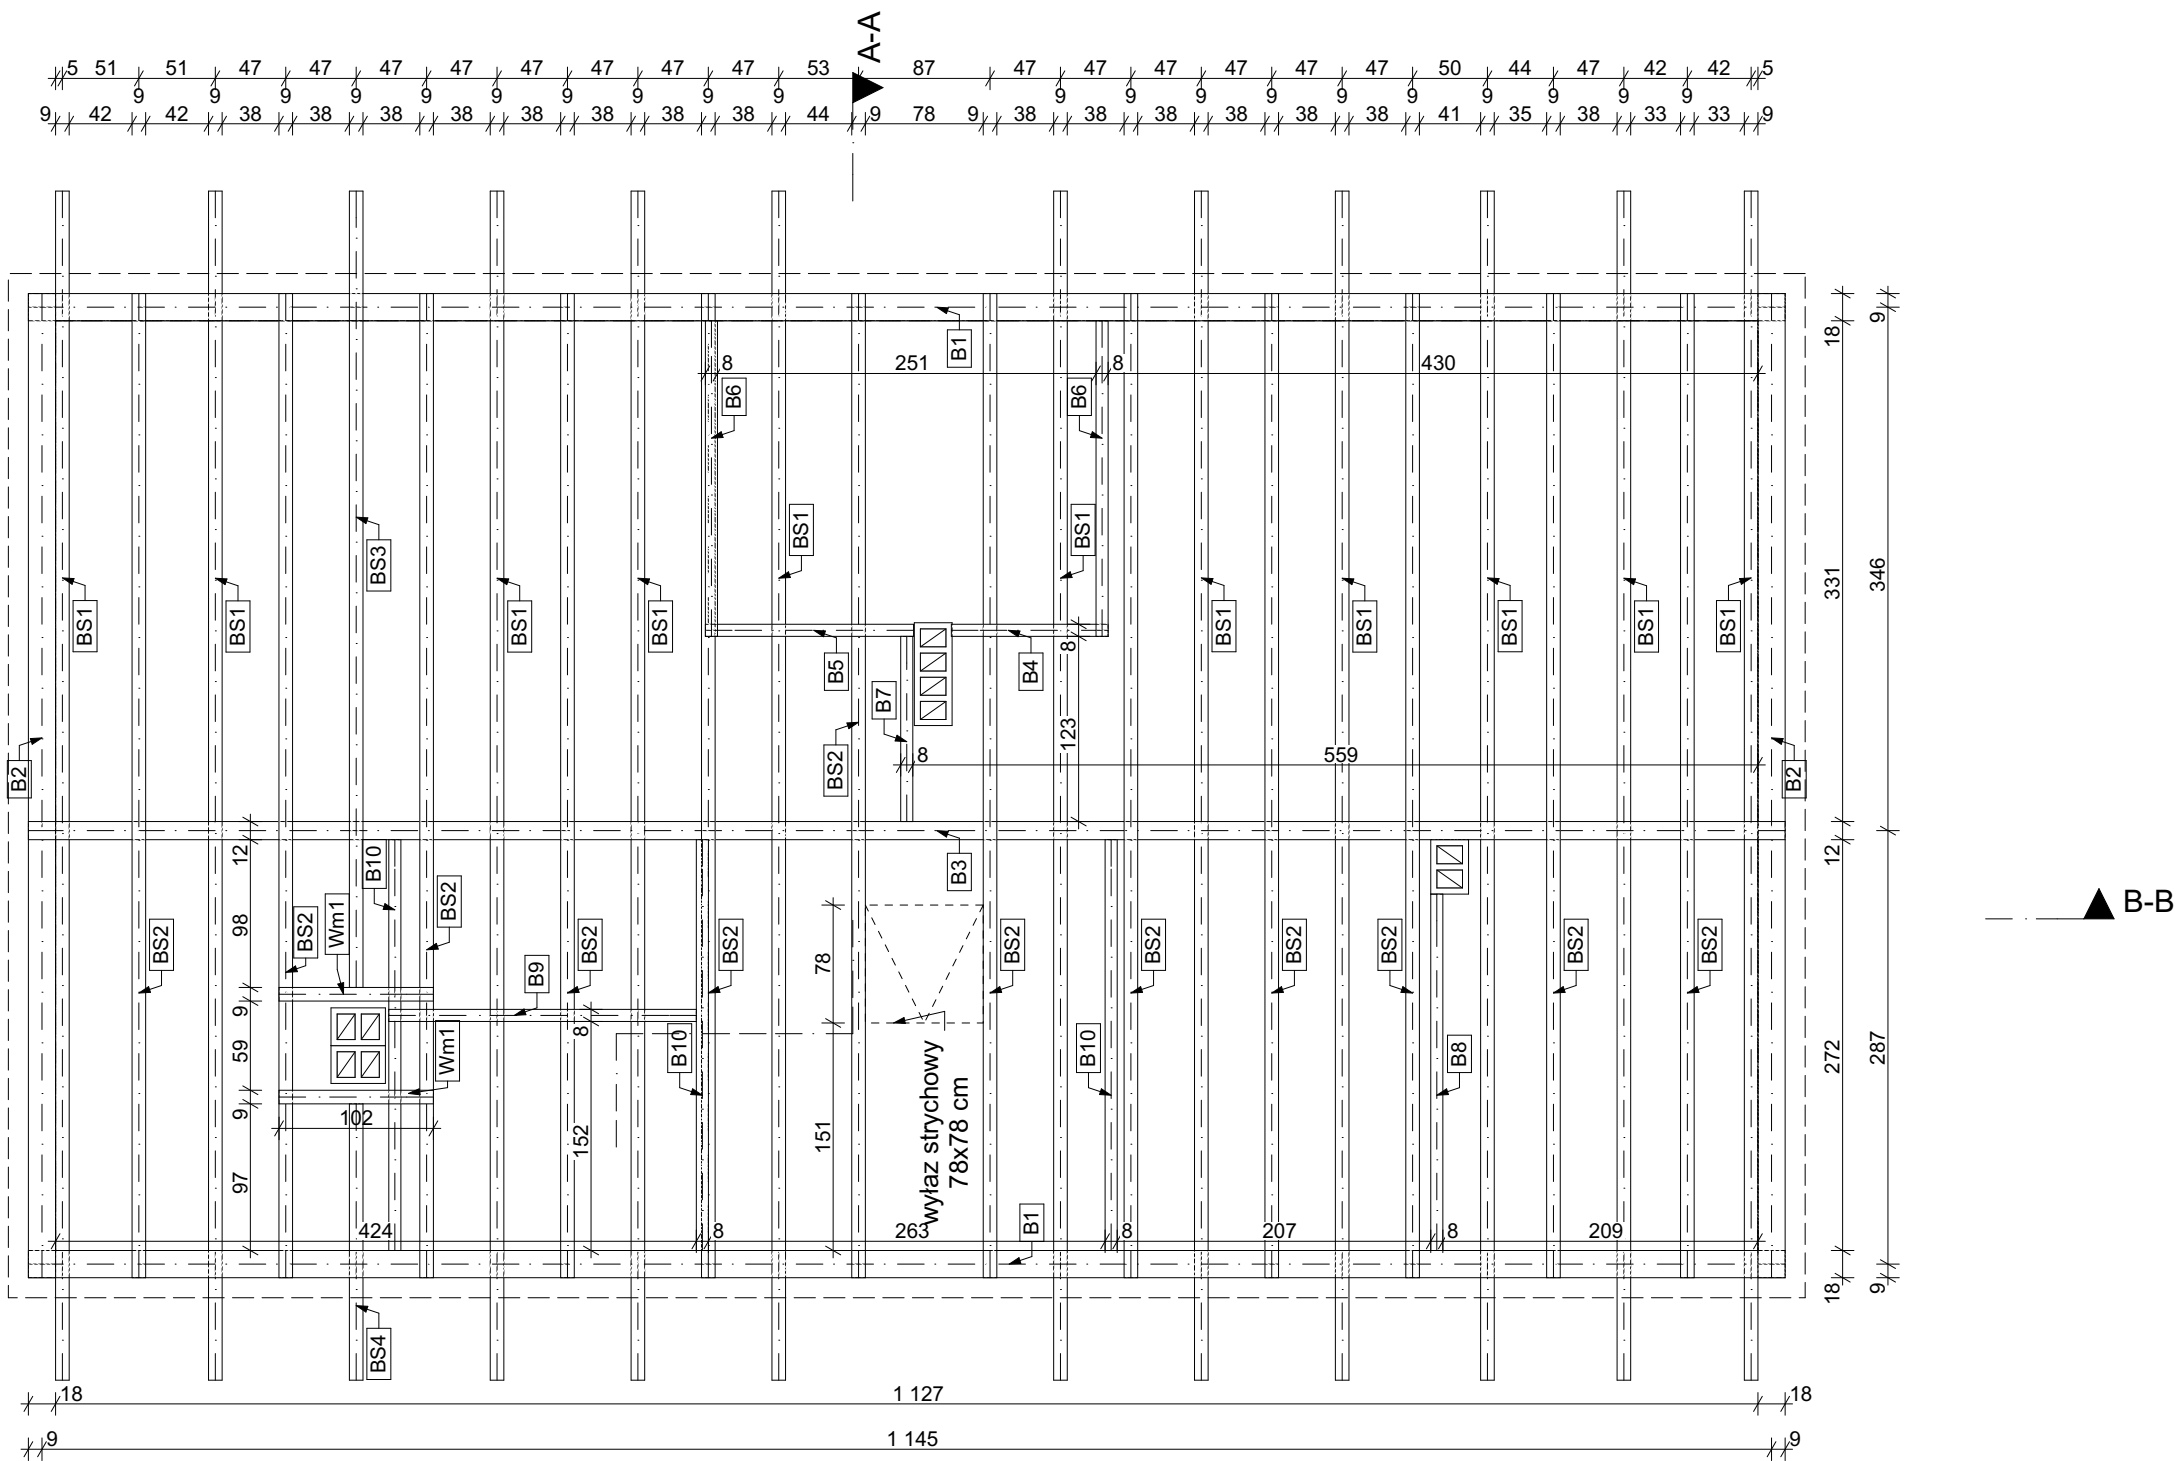 A-A
5 51 51 47 47 47 47 47 47 47 47 53 87 47 47 47 47 47 47 50 44 47 42 42 5
9 9 9 9 9 9 9 9 9 9 9 9 9 9 9 9 9 9 9 9
9 42 42 38 38 38 38 38 38 38 38 44 9 78 9 38 38 38 38 38 38 41 35 38 33 33 9
B1
9
18
8 251 8 430
B6
B6
BS3
BS1
BS1
331
346
BS1
BS1
BS1
BS1
BS1
BS1
BS1
BS1
BS1
BS1
8
B5
B4
B7
123
BS2
8 559
B2
B2
12
B10
B3
12
BS2
98
BS2
BS2
Wm1
BS2
BS2
BS2
BS2
BS2
BS2
BS2
BS2
B-B
78
B9
9
8
59
Wm1
B10
B10
B8
272
287
9
102
152
151
wyłaz strychowy
78x78 cm
97
B1
424 8 263 8 207 8 209
18
9
BS4
18 1 127 18
9 1 145 9